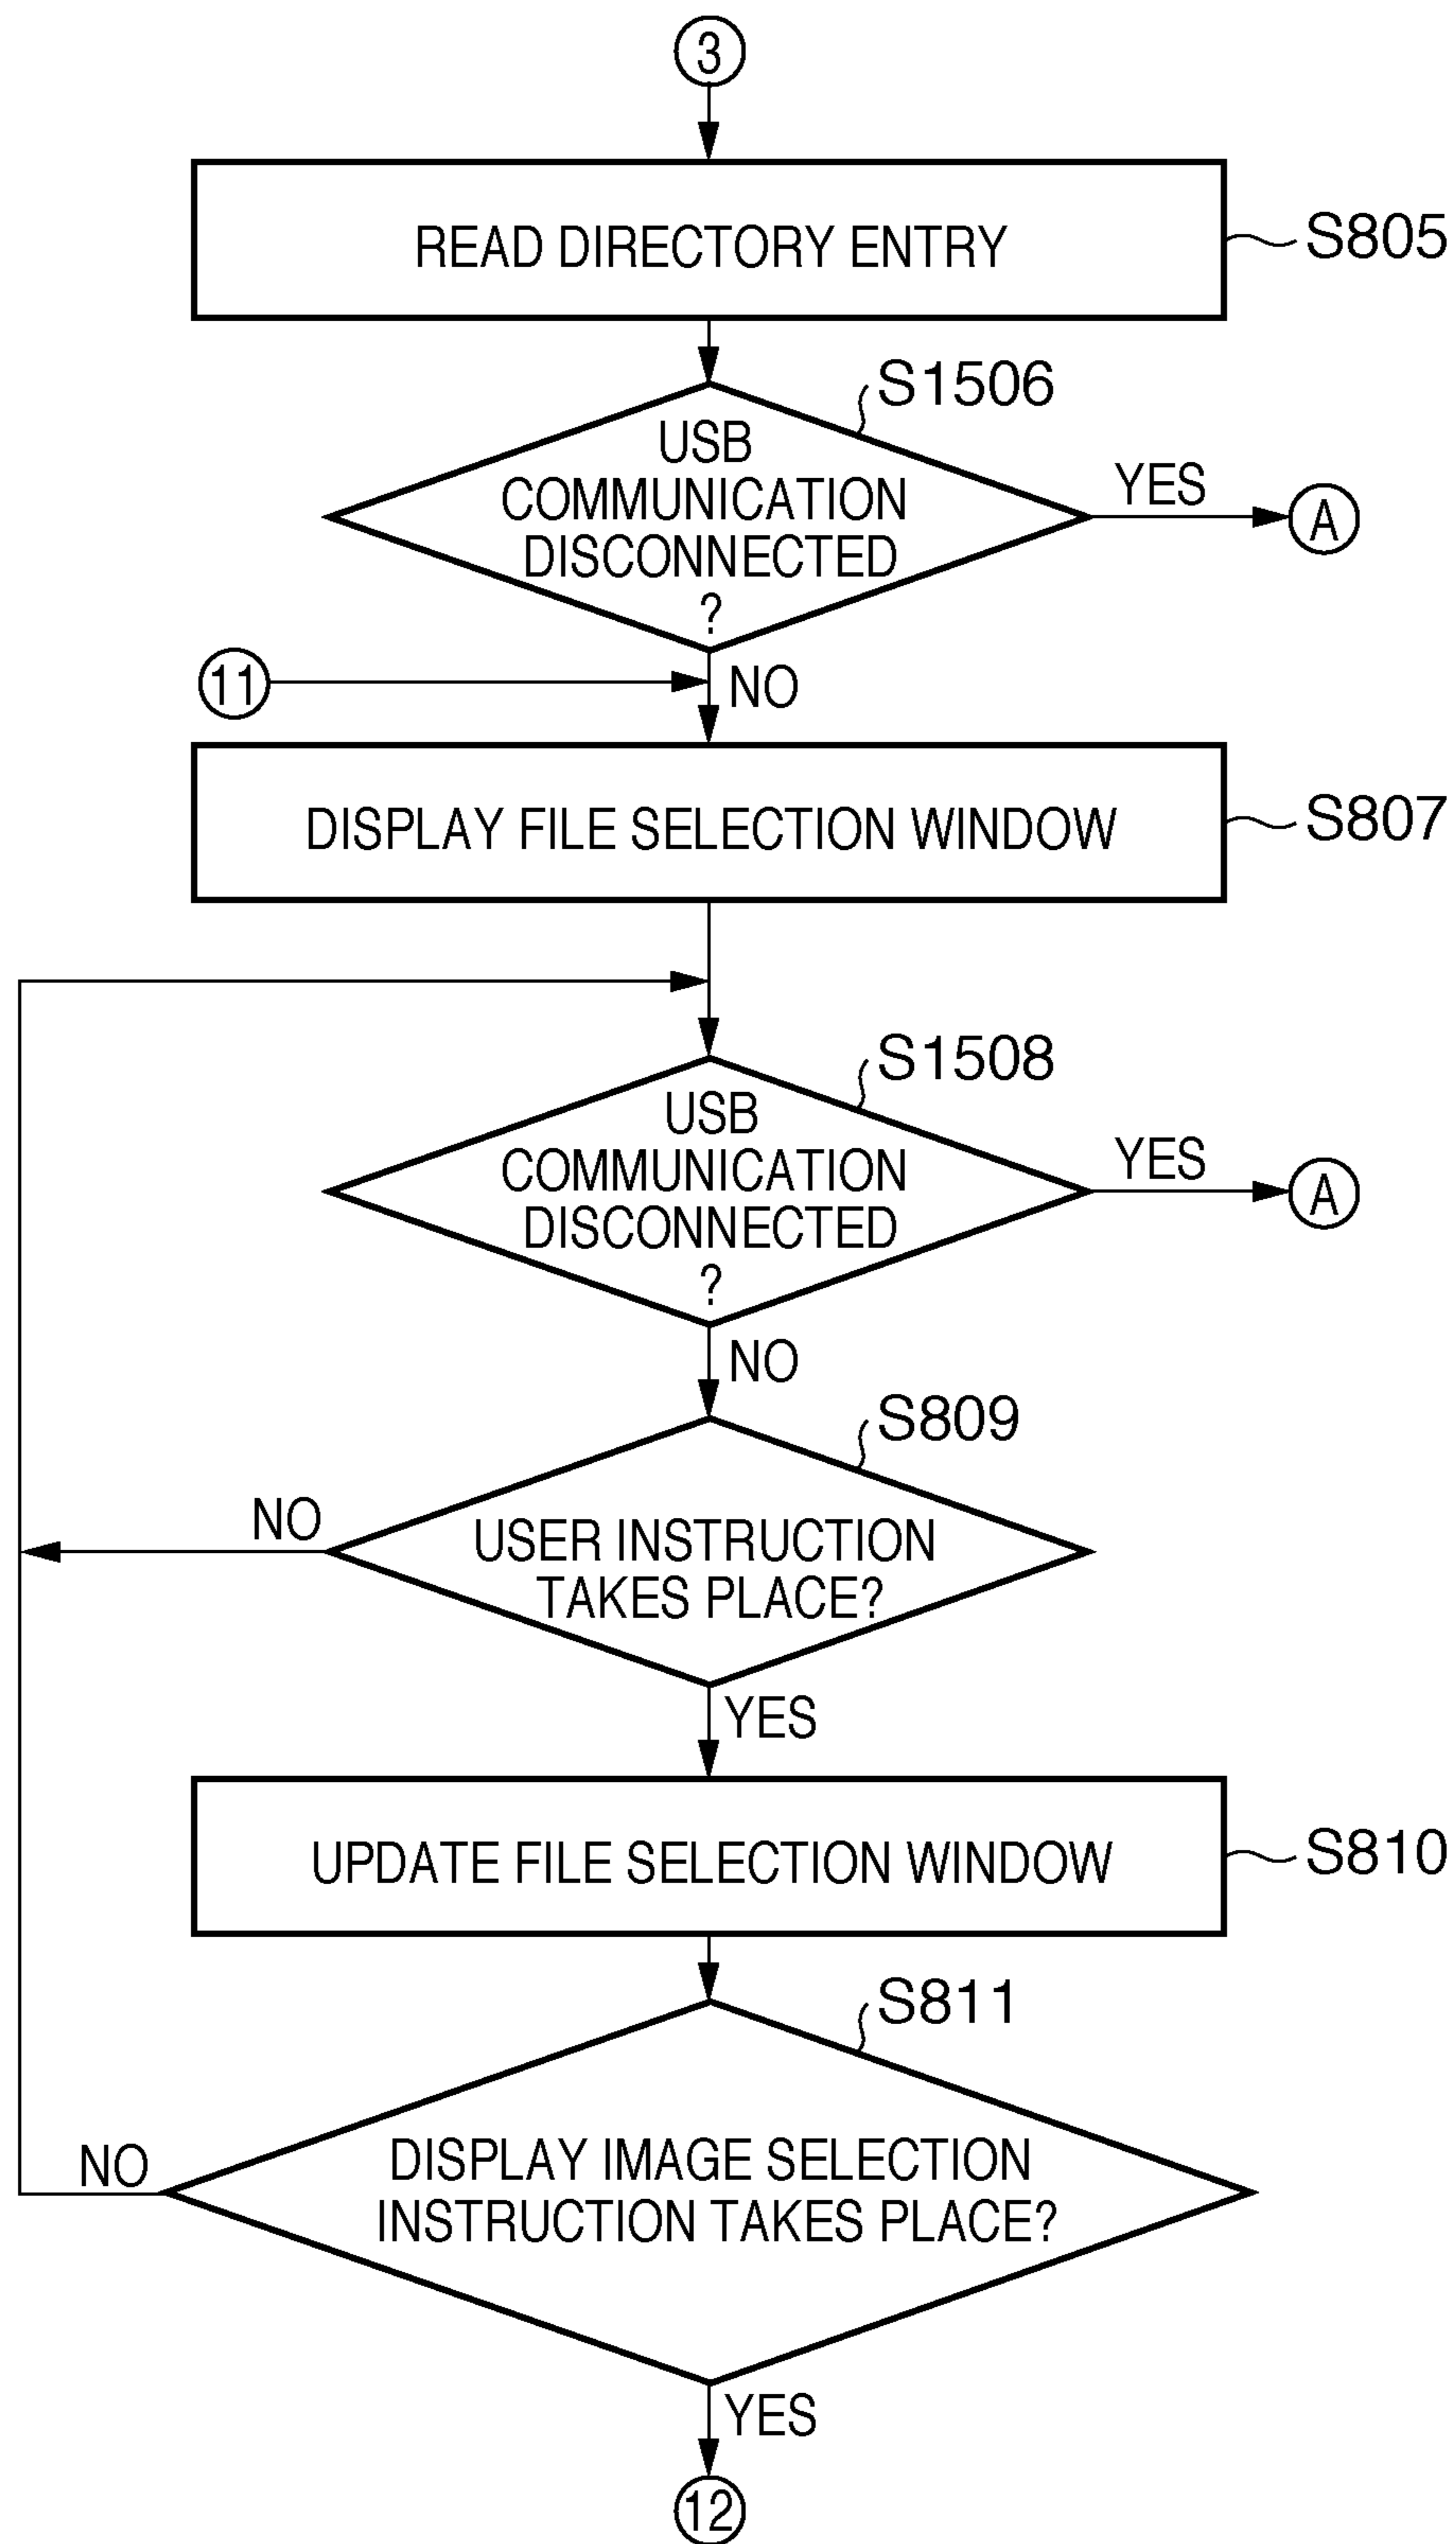 3
READ DIRECTORY ENTRY
S805
S1506
USB
COMMUNICATION
DISCONNECTED
?
YES
A
11
NO
DISPLAY FILE SELECTION WINDOW
S807
S1508
USB
COMMUNICATION
DISCONNECTED
?
YES
A
NO
S809
NO
USER INSTRUCTION
TAKES PLACE?
YES
UPDATE FILE SELECTION WINDOW
S810
S811
NO
DISPLAY IMAGE SELECTION
INSTRUCTION TAKES PLACE?
YES
12